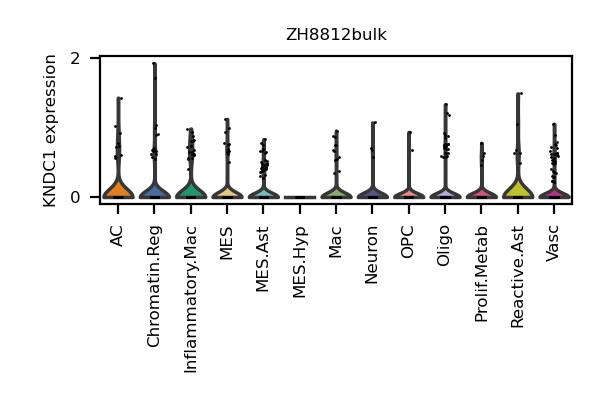 ZH8812bulk
KNDC1 expression
2
0
AC
Chromatin.Reg
Inflammatory.Mac
MES
MES.Ast
MES.Hyp
Mac
Neuron
OPC
Oligo
Prolif.Metab
Reactive.Ast
Vasc